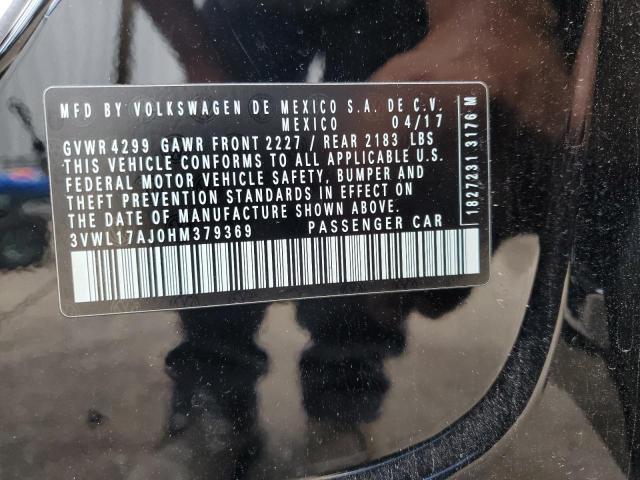 MFD BY VOLKSWAGEN DE MEXICO S.A. DE C.V.
MEXICO 04/17
GVWR 4299 GAWR FRONT 2227 / REAR 2183 LBS
THIS VEHICLE CONFORMS TO ALL APPLICABLE U.S.
FEDERAL MOTOR VEHICLE SAFETY, BUMPER AND
THEFT PREVENTION STANDARDS IN EFFECT ON
THE DATE OF MANUFACTURE SHOWN ABOVE.
3VWL17AJ0HM379369 PASSENGER CAR
1827231 3176 M